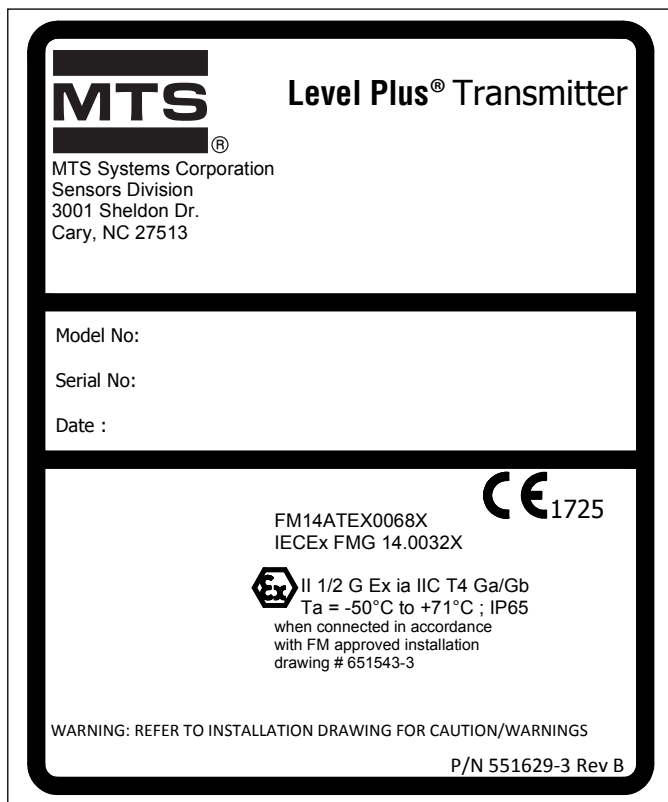 MTS
®
Level Plus® Transmitter
MTS Systems Corporation
Sensors Division
3001 Sheldon Dr.
Cary, NC 27513
Model No:
Serial No:
Date :
CE1725
FM14ATEX0068X
IECEx FMG 14.0032X
Ex II 1/2 G Ex ia IIC T4 Ga/Gb
Ta = -50°C to +71°C ; IP65
when connected in accordance
with FM approved installation
drawing # 651543-3
WARNING: REFER TO INSTALLATION DRAWING FOR CAUTION/WARNINGS
P/N 551629-3 Rev B